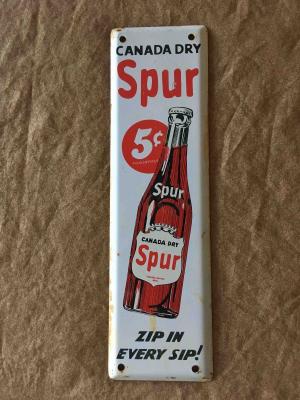 CANADA DRY
Spur
5¢
Spur
CANADA DRY
Spur
ZIP IN
EVERY SIP!